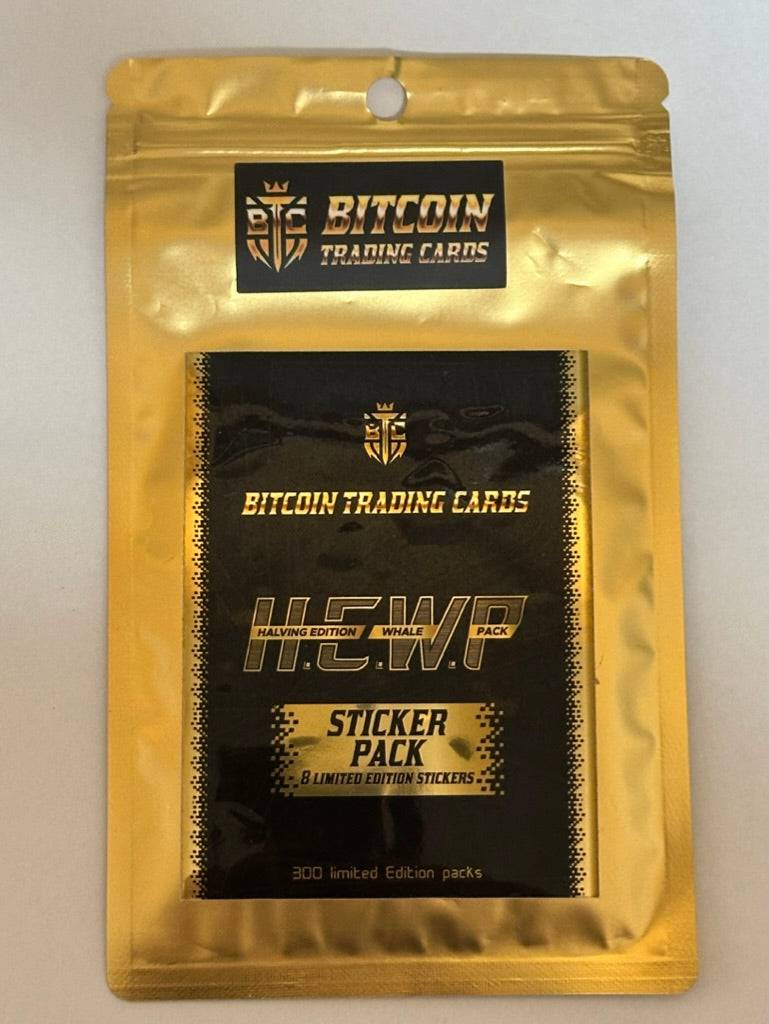 BTC
BITCOIN
TRADING CARDS
BTC
BITCOIN TRADING CARDS
H.E.W.P
HALVING EDITION WHALE PACK
STICKER
PACK
8 LIMITED EDITION STICKERS
300 limited Edition packs